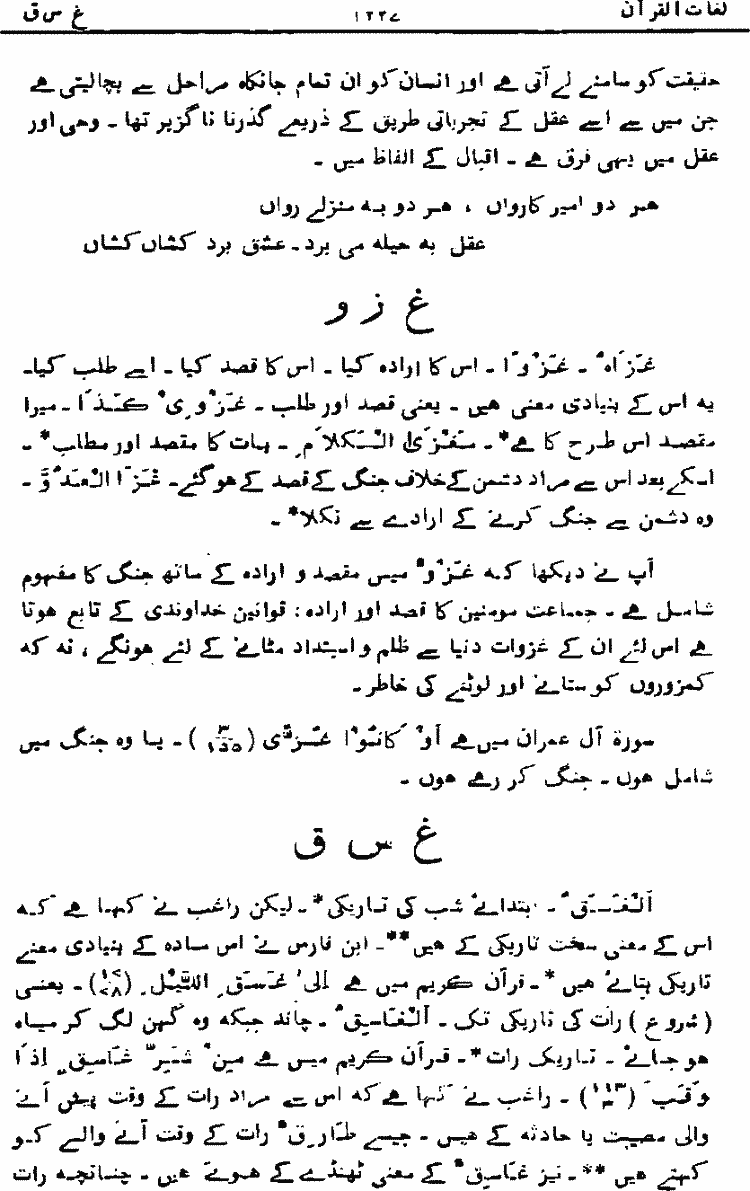 لغات القرآن ۱۲۲۷ غ س ق
حقیقت کو سامنے لے آتی ہے اور انسان کو ان تمام جانکاہ مراحل سے بچالیتی ہے
جن میں سے اسے عقل کے تجرباتی طریق کے ذریعے گذرنا ناگزیر تھا ۔ وحی اور
عقل میں یہی فرق ہے ۔ اقبال کے الفاظ میں ۔
ہر دو امیر کارواں ، ہر دو بہ منزلے رواں
عقل بہ حیلہ می برد ۔ عشق برد کشاں کشاں
غ ز و
غَزَاہُ ۔ غَزْوًا ۔ اس کا ارادہ کیا ۔ اس کا قصد کیا ۔ اسے طلب کیا۔
یہ اس کے بنیادی معنی ہیں ۔ یعنی قصد اور طلب ۔ غَزْوِیْ کَذَا ۔ میرا
مقصد اس طرح کا ہے* ۔ مَغْزَی الْکَلَامِ ۔ بات کا مقصد اور مطلب* ۔
اسکے بعد اس سے مراد دشمن کے خلاف جنگ کے قصد کے ہوگئے۔ غَزَا الْعَدُوَّ ۔
وہ دشمن سے جنگ کرنے کے ارادے سے نکلا* ۔
آپ نے دیکھا کہ غَزْوٌ میں مقصد و ارادہ کے ساتھ جنگ کا مفہوم
شامل ہے ۔ جماعت مومنین کا قصد اور ارادہ: قوانین خداوندی کے تابع ہوتا
ہے اس لئے ان کے غزوات دنیا سے ظلم و استبداد مٹانے کے لئے ہونگے ، نہ کہ
کمزوروں کو ستانے اور لوٹنے کی خاطر۔
سورۃ آل عمران میں ہے أَوْ کَانُوْا غُزًّی (۳/۱۵۵) ۔ یا وہ جنگ میں
شامل ہوں ۔ جنگ کر رہے ہوں ۔
غ س ق
اَلْغَسَقُ ۔ ابتدائے شب کی تاریکی* ۔ لیکن راغب نے کہا ہے کہ
اس کے معنی سخت تاریکی کے ہیں** ۔ ابن فارس نے اس مادہ کے بنیادی معنے
تاریکی بتائے ہیں * ۔ قرآن کریم میں ہے اِلٰی غَسَقِ الَّیْلِ (۱۷/۷۸) ۔ یعنی
(شروع) رات کی تاریکی تک ۔ اَلْغَاسِقُ ۔ چاند جبکہ وہ گہن لگ کر سیاہ
ہو جائے ۔ تاریک رات* ۔ قرآن کریم میں ہے مِنْ شَرِّ غَاسِقٍ اِذَا
وَقَبَ (۱۱۳/۳) ۔ راغب نے کہا ہے کہ اس سے مراد رات کے وقت پیش آنے
والی مصیبت یا حادثہ کے ہیں ۔ جیسے طَارِقٌ رات کے وقت آنے والے کو
کہتے ہیں ** ۔ نیز غَاسِقٌ کے معنی ٹھنڈے کے ہوتے ہیں ۔ چنانچہ رات